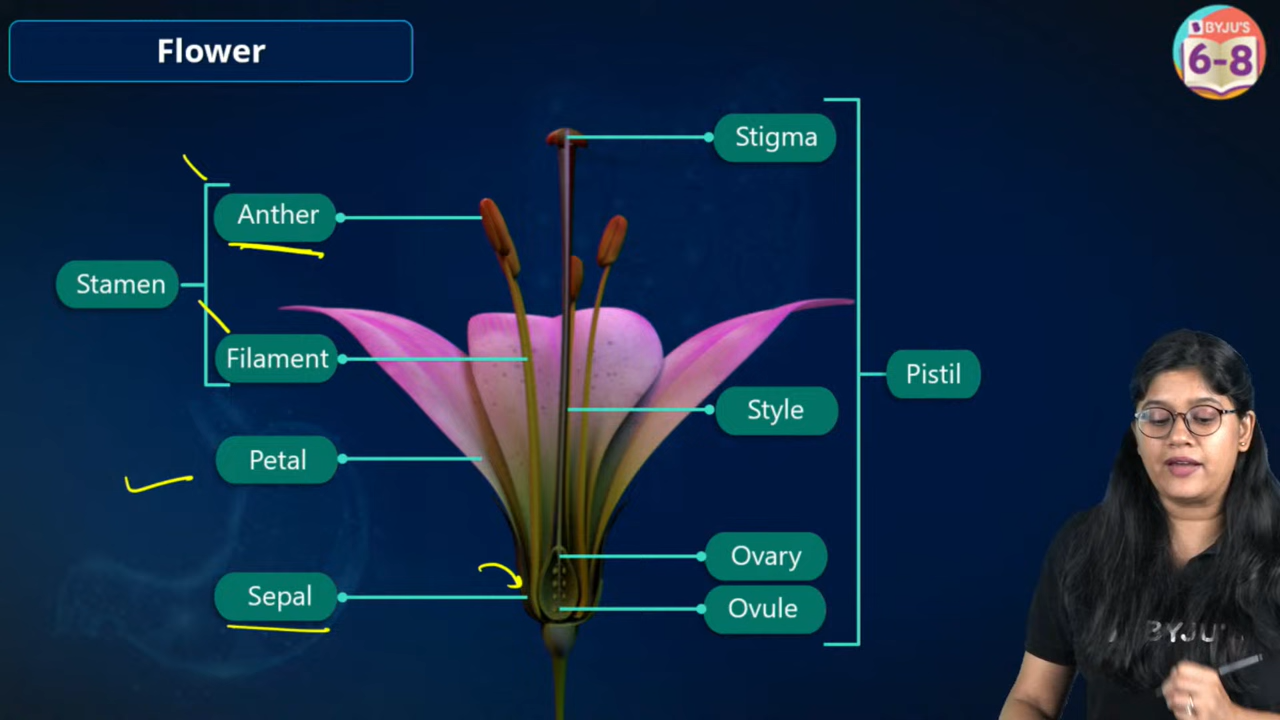 Flower
BYJU'S
6-8
Stigma
Anther
Stamen
Filament
Pistil
Style
Petal
Ovary
Sepal
Ovule
BYJU'S